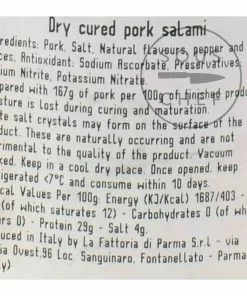 Dry cured pork salami
redients: Pork, Salt, Natural flavours, pepper and
ces, Antioxidant: Sodium Ascorbate, Preservatives
ium Nitrite, Potassium Nitrate.
pared with 167g of pork per 100g of finished produ
sture is lost during curing and maturation.
te salt crystals may form on the surface of the
duct. These are naturally occurring and are not
rimental to the quality of the product. Vacuum
ked. Keep in a cool dry place. Once opened, keep
igerated <7°C and consume within 10 days.
ical Values Per 100g: Energy (KJ/Kcal) 1687/403 -
(of which saturates 12) - Carbohydrates 0 (of whi
urs 0) - Protein 29g - Salt 4g.
uced in Italy by La Fattoria di Parma S.r.l - via
ia Ovest,96 Loc. Sanguinaro, Fontanellato - Parma
y)